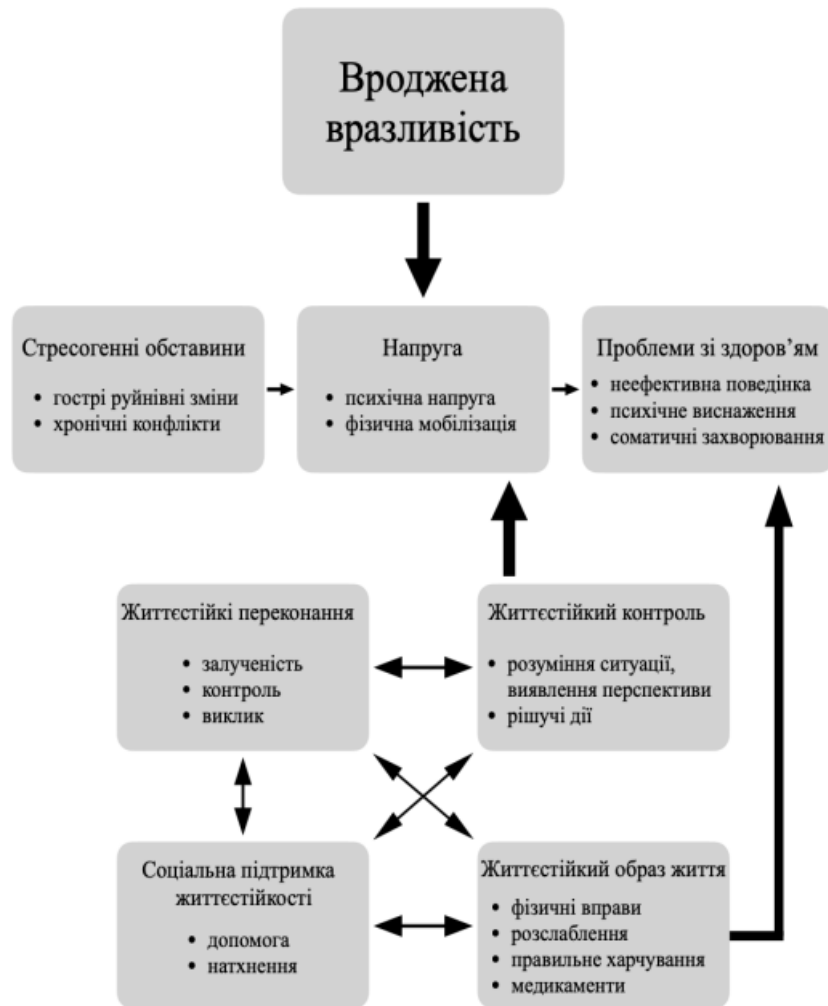 Вроджена
вразливість
Стресогенні обставини
• гострі руйнівні зміни
• хронічні конфлікти
Напруга
• психічна напруга
• фізична мобілізація
Проблеми зі здоров’ям
• неефективна поведінка
• психічне виснаження
• соматичні захворювання
Життєстійкі переконання
• залученість
• контроль
• виклик
Життєстійкий контроль
• розуміння ситуації,
виявлення перспективи
• рішучі дії
Соціальна підтримка
життєстійкості
• допомога
• натхнення
Життєстійкий образ життя
• фізичні вправи
• розслаблення
• правильне харчування
• медикаменти